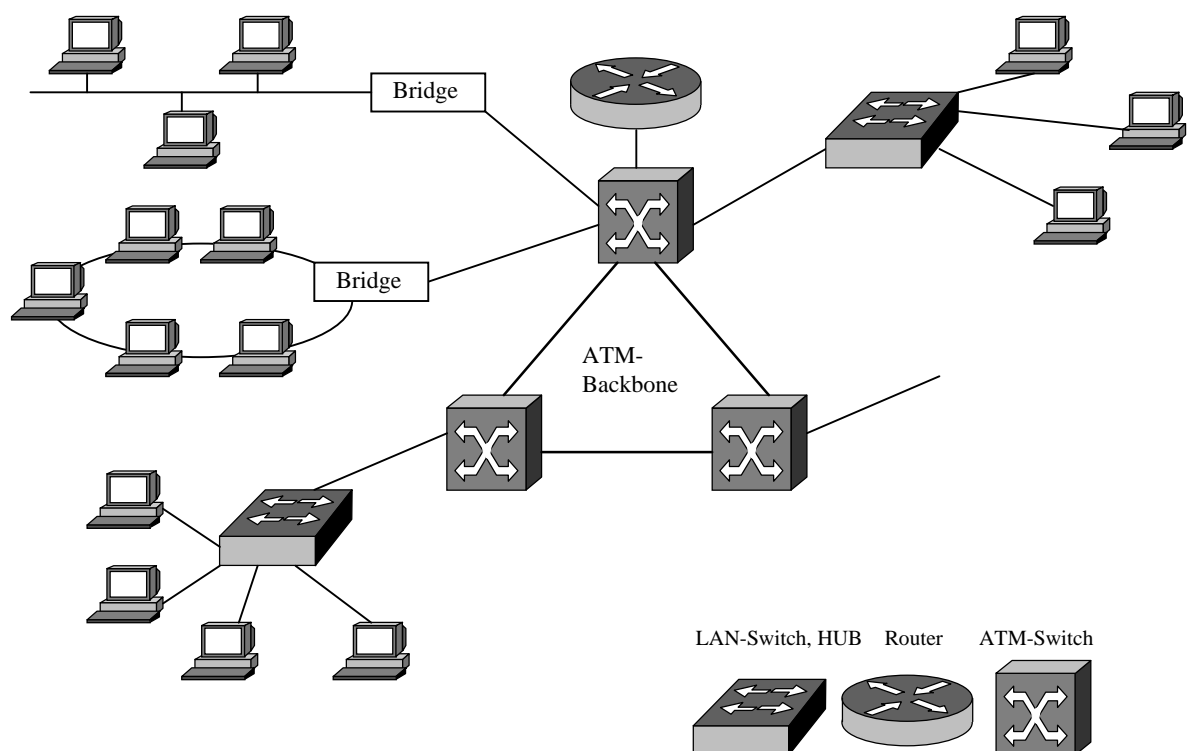 Bridge
Bridge
ATM-
Backbone
LAN-Switch, HUB
Router
ATM-Switch